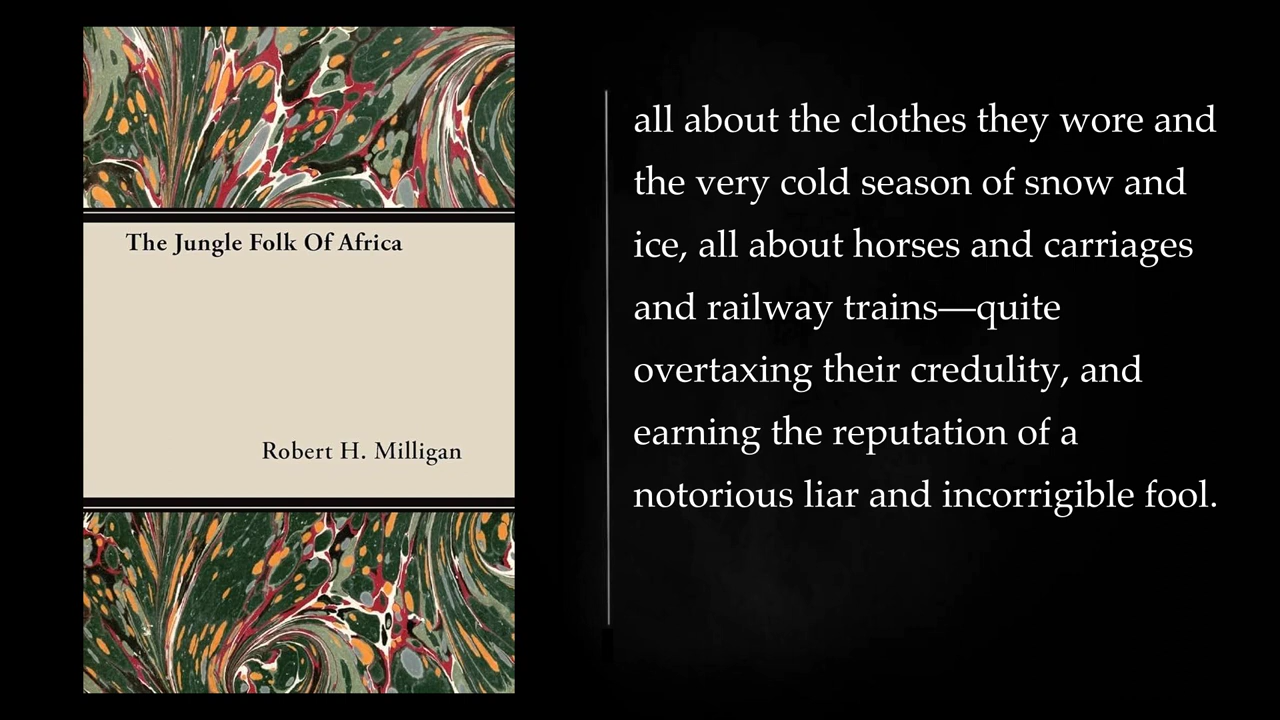 The Jungle Folk Of Africa
Robert H. Milligan
all about the clothes they wore and
the very cold season of snow and
ice, all about horses and carriages
and railway trains—quite
overtaxing their credulity, and
earning the reputation of a
notorious liar and incorrigible fool.